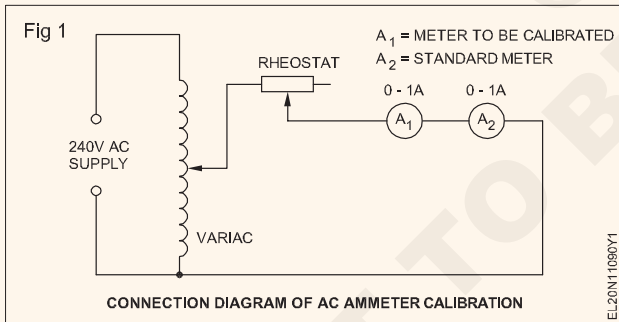 Fig 1
A1 = METER TO BE CALIBRATED
A2 = STANDARD METER
RHEOSTAT
0 - 1A 0 - 1A
A1 A2
240V AC
SUPPLY
VARIAC
CONNECTION DIAGRAM OF AC AMMETER CALIBRATION
EL20N11090Y1